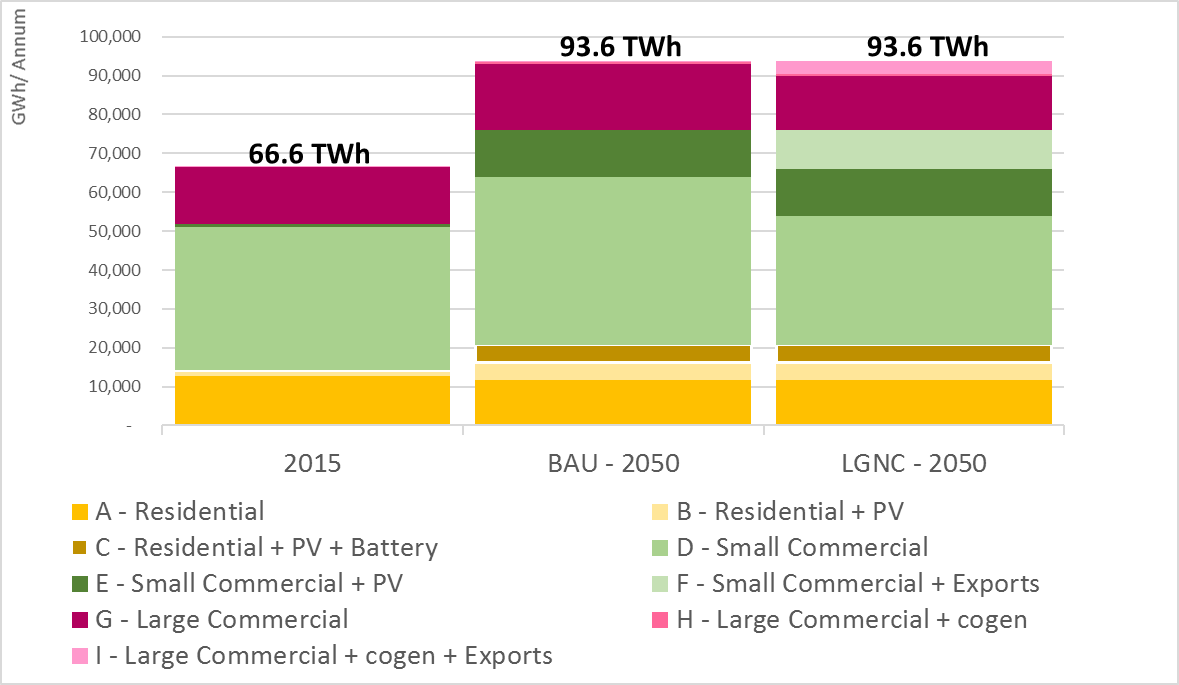 GWh/ Annum
100,000
90,000
80,000
70,000
60,000
50,000
40,000
30,000
20,000
10,000
-
66.6 TWh
93.6 TWh
93.6 TWh
2015
BAU - 2050
LGNC - 2050
A - Residential
B - Residential + PV
C - Residential + PV + Battery
D - Small Commercial
E - Small Commercial + PV
F - Small Commercial + Exports
G - Large Commercial
H - Large Commercial + cogen
I - Large Commercial + cogen + Exports